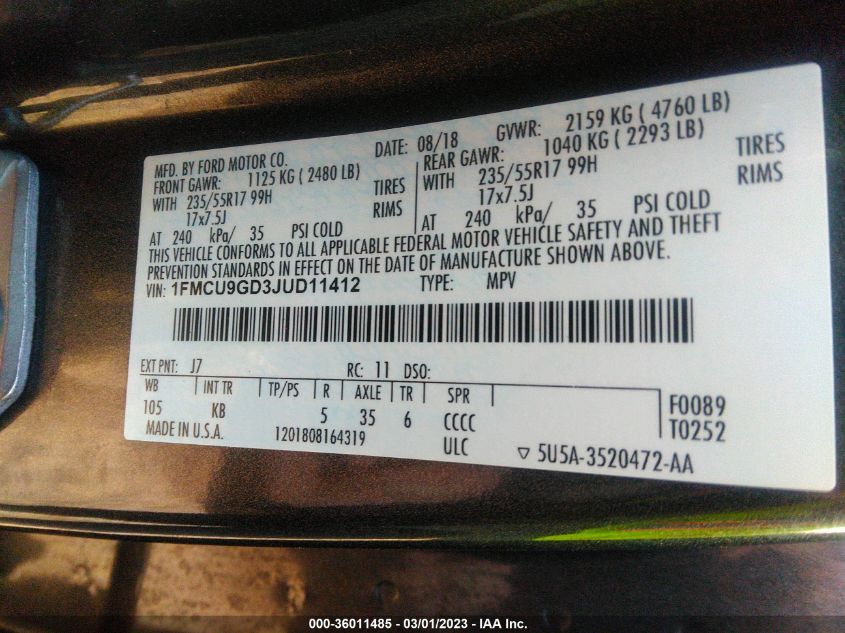 MFD. BY FORD MOTOR CO. DATE: 08/18 GVWR: 2159 KG ( 4760 LB)
FRONT GAWR: 1125 KG ( 2480 LB) REAR GAWR: 1040 KG ( 2293 LB)
WITH 235/55R17 99H TIRES WITH 235/55R17 99H TIRES
17x7.5J RIMS 17x7.5J RIMS
AT 240 kPa/ 35 PSI COLD AT 240 kPa/ 35 PSI COLD
THIS VEHICLE CONFORMS TO ALL APPLICABLE FEDERAL MOTOR VEHICLE SAFETY AND THEFT
PREVENTION STANDARDS IN EFFECT ON THE DATE OF MANUFACTURE SHOWN ABOVE.
VIN: 1FMCU9GD3JUD11412 TYPE: MPV
EXT PNT: J7 RC: 11 DSO:
WB INT TR TP/PS R AXLE TR SPR
105 KB 5 35 6 CCCC F0089
MADE IN U.S.A. 1201808164319 ULC T0252
▽ 5U5A-3520472-AA
000-36011485 - 03/01/2023 - IAA Inc.